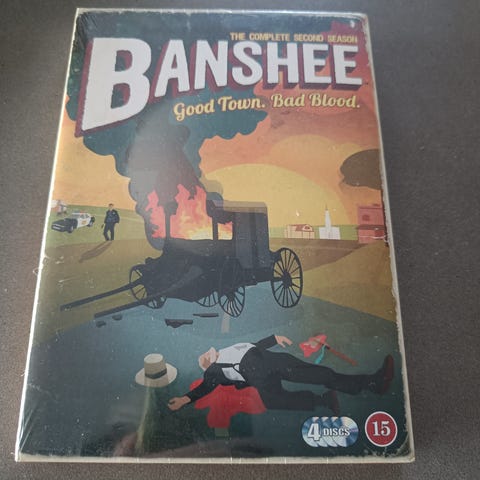 THE COMPLETE SECOND SEASON
BANSHEE
Good Town. Bad Blood.
4 DISCS
15